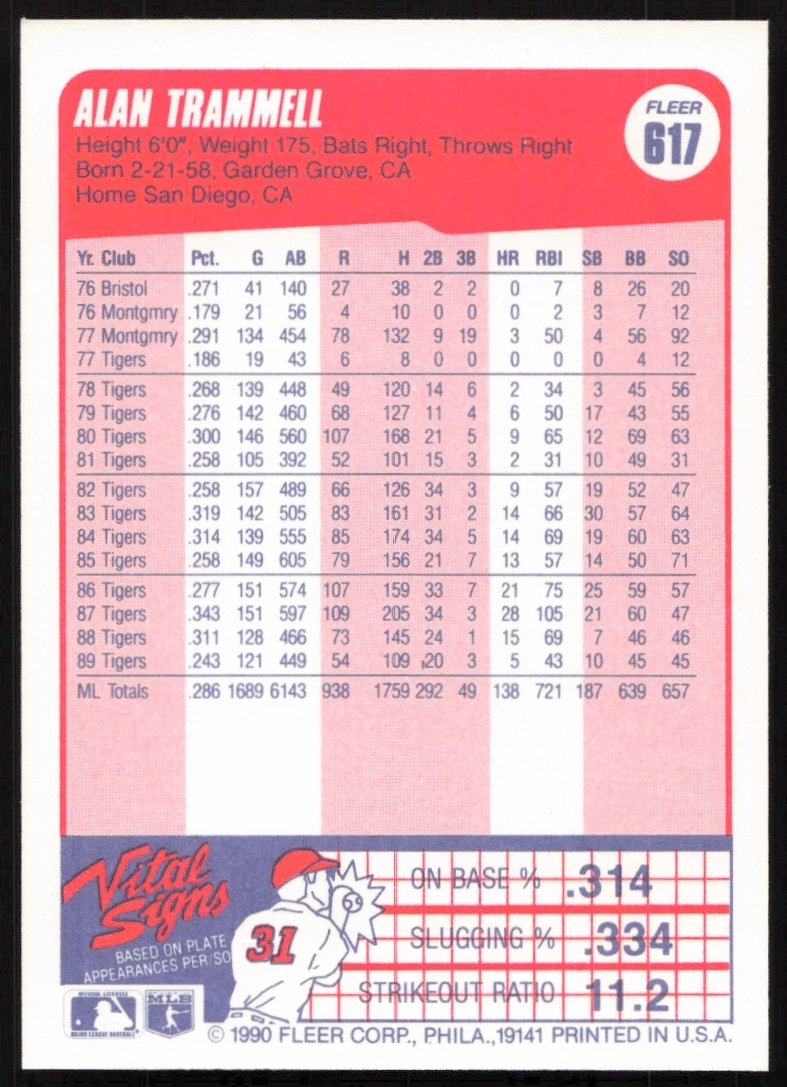 ALAN TRAMMELL
FLEER
617
Height 6'0", Weight 175, Bats Right, Throws Right
Born 2-21-58, Garden Grove, CA
Home San Diego, CA
Yr. Club Pct. G AB R H 2B 3B HR RBI SB BB SO
76 Bristol .271 41 140 27 38 2 2 0 7 8 26 20
76 Montgmry .179 21 56 4 10 0 0 0 2 3 7 12
77 Montgmry .291 134 454 78 132 9 19 3 50 4 56 92
77 Tigers .186 19 43 6 8 0 0 0 0 0 4 12
78 Tigers .268 139 448 49 120 14 6 2 34 3 45 56
79 Tigers .276 142 460 68 127 11 4 6 50 17 43 55
80 Tigers .300 146 560 107 168 21 5 9 65 12 69 63
81 Tigers .258 105 392 52 101 15 3 2 31 10 49 31
82 Tigers .258 157 489 66 126 34 3 9 57 19 52 47
83 Tigers .319 142 505 83 161 31 2 14 66 30 57 64
84 Tigers .314 139 555 85 174 34 5 14 69 19 60 63
85 Tigers .258 149 605 79 156 21 7 13 57 14 50 71
86 Tigers .277 151 574 107 159 33 7 21 75 25 59 57
87 Tigers .343 151 597 109 205 34 3 28 105 21 60 47
88 Tigers .311 128 466 73 145 24 1 15 69 7 46 46
89 Tigers .243 121 449 54 109 20 3 5 43 10 45 45
ML Totals .286 1689 6143 938 1759 292 49 138 721 187 639 657
Vital
Signs
BASED ON PLATE
APPEARANCES PER/SO
31
ON BASE % .314
SLUGGING % .334
STRIKEOUT RATIO 11.2
OFFICIAL LICENSEE
MAJOR LEAGUE BASEBALL
MLB
© 1990 FLEER CORP., PHILA.,19141 PRINTED IN U.S.A.